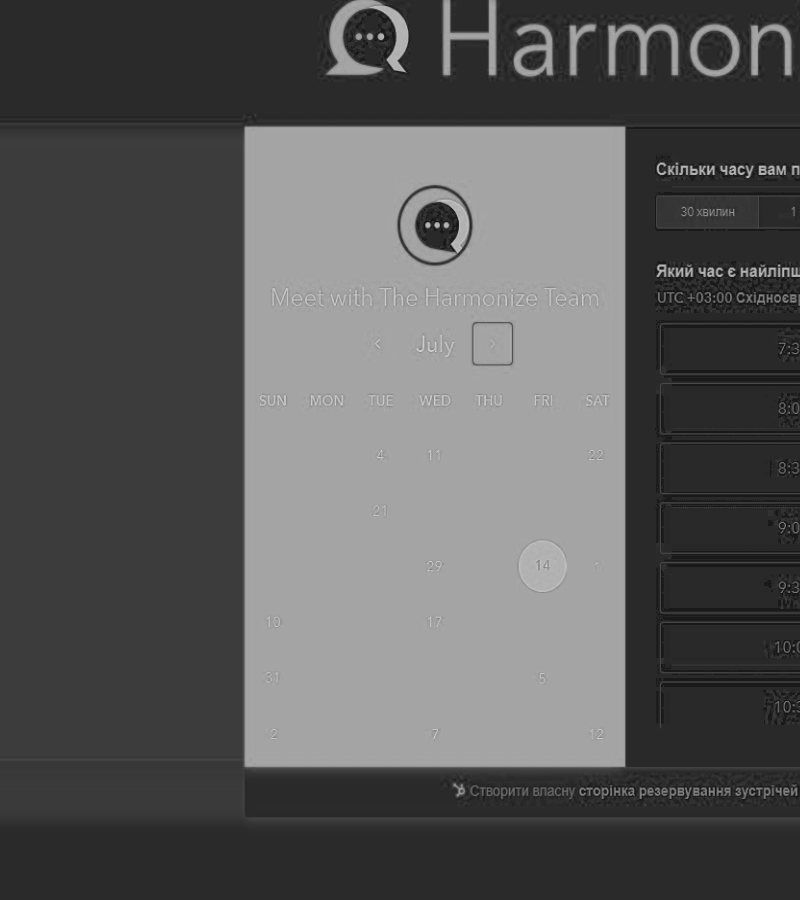 Harmon
Meet with The Harmonize Team
July
SUN MON TUE WED THU FRI SAT
4 11 22
21
29 14
10 17
31 5
2 7 12
Скільки часу вам п
30 хвилин 1
Який час є найліпш
UTC +03:00 Східноєвр
7:3
8:0
8:3
9:0
9:3
10:0
10:3
Створити власну сторінка резервування зустрічей